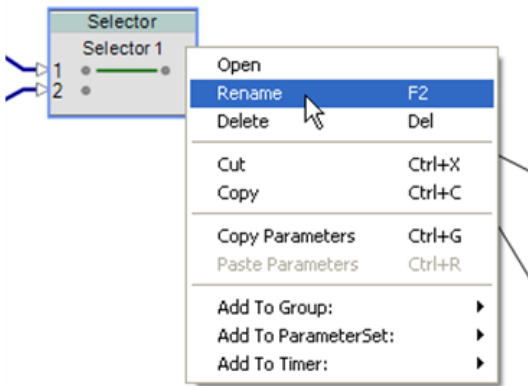 Selector
Selector 1
1
2
Open
Rename F2
Delete Del
Cut Ctrl+X
Copy Ctrl+C
Copy Parameters Ctrl+G
Paste Parameters Ctrl+R
Add To Group:
Add To ParameterSet:
Add To Timer: